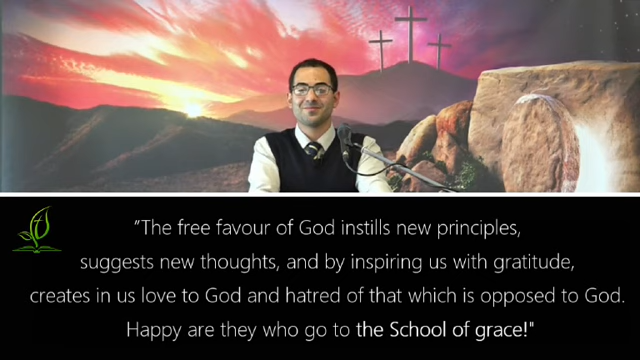 "The free favour of God instills new principles,
suggests new thoughts, and by inspiring us with gratitude,
creates in us love to God and hatred of that which is opposed to God.
Happy are they who go to the School of grace!"